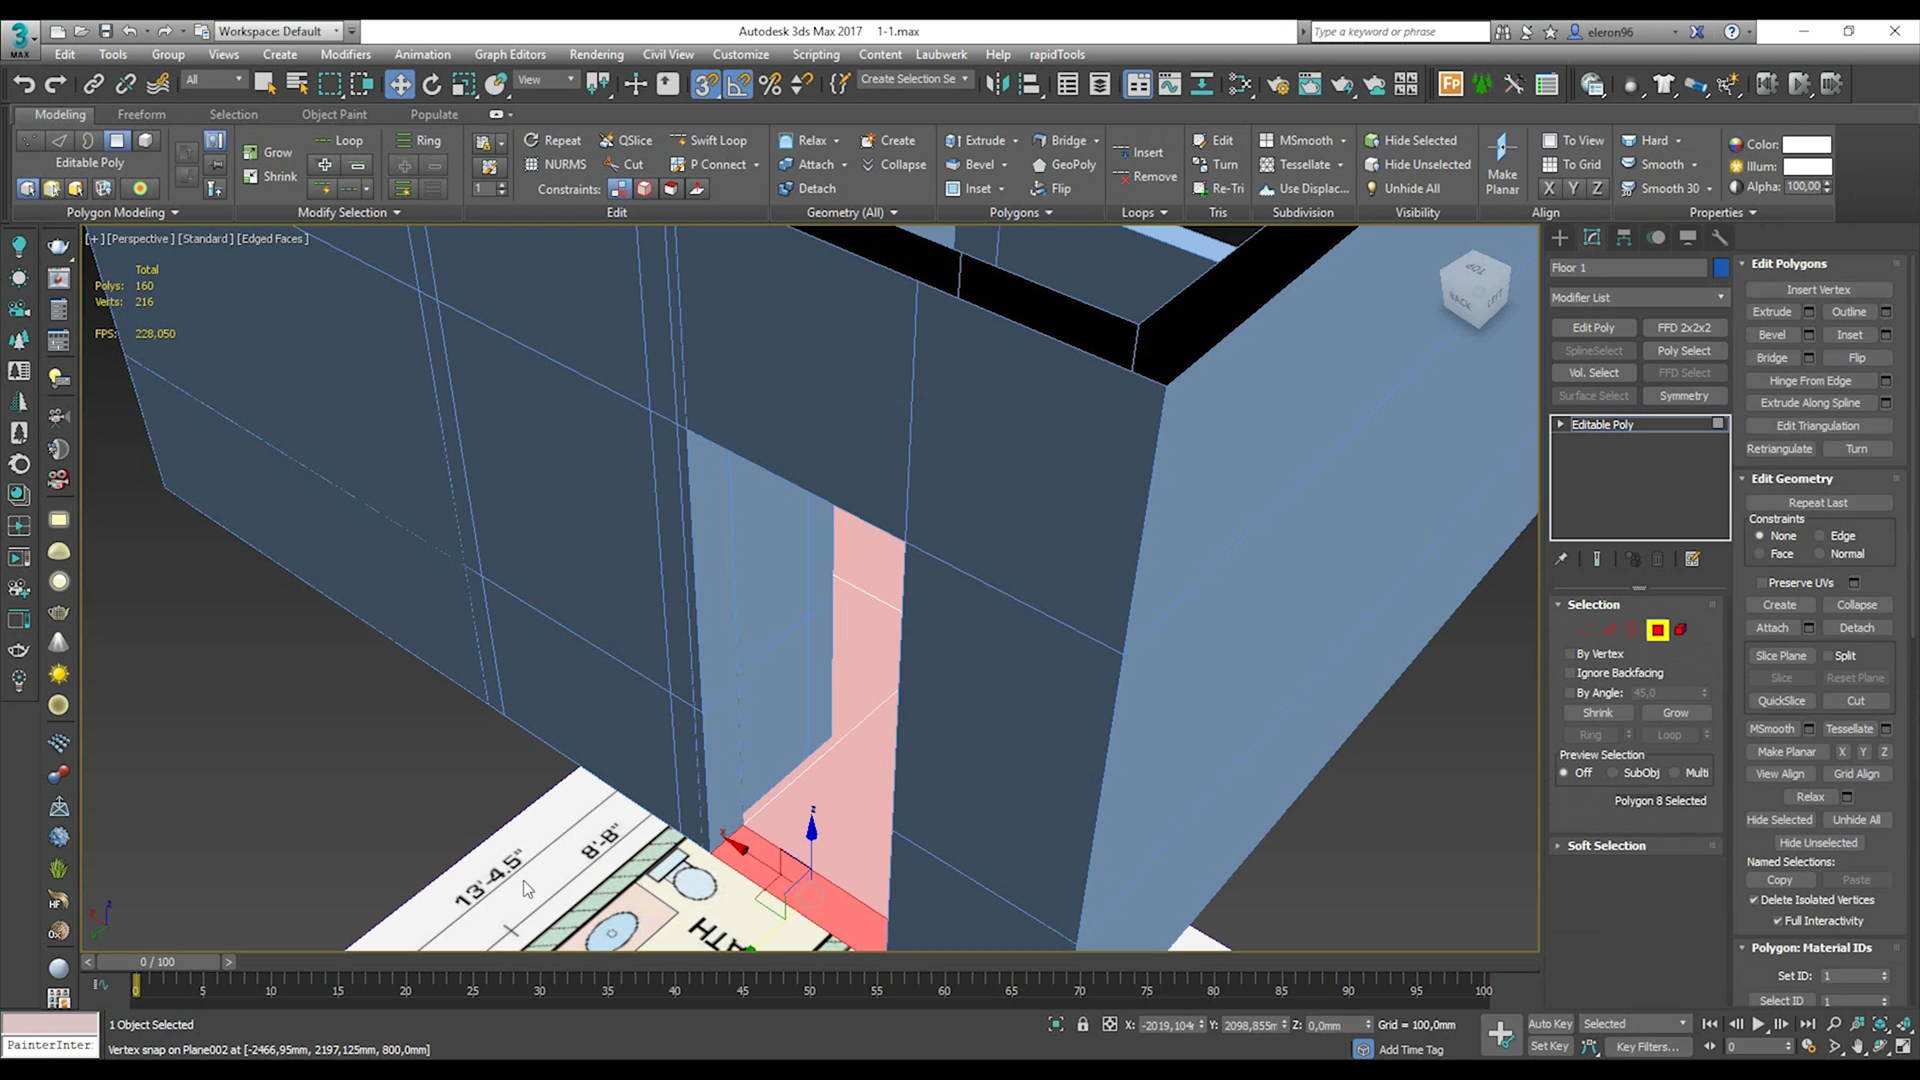 3 MAX
Workspace: Default
Autodesk 3ds Max 2017 1-1.max
Type a keyword or phrase
eleron96
Edit Tools Group Views Create Modifiers Animation Graph Editors Rendering Civil View Customize Scripting Content Laubwerk Help rapidTools
All View Create Selection Se Fp
Modeling Freeform Selection Object Paint Populate
Loop Ring Repeat QSlice Swift Loop Relax Create Extrude Bridge Insert Edit MSmooth Hide Selected To View Hard Color:
Editable Poly Grow NURMS Cut P Connect Attach Collapse Bevel GeoPoly Remove Turn Tessellate Hide Unselected Make Planar To Grid Smooth Illum:
Shrink 1 Constraints: Detach Inset Flip Re-Tri Use Displac... Unhide All X Y Z Smooth 30 Alpha: 100,00
Polygon Modeling Modify Selection Edit Geometry (All) Polygons Loops Tris Subdivision Visibility Align Properties
[+] [Perspective] [Standard] [Edged Faces]
Total
Polys: 160
Verts: 216
FPS: 228,050
TOP
BACK LEFT
13'-4.5"
8'-8"
x
z
z
x
y
Floor 1
Modifier List
Edit Poly FFD 2x2x2
SplineSelect Poly Select
Vol. Select FFD Select
Surface Select Symmetry
Editable Poly
Selection
By Vertex
Ignore Backfacing
By Angle: 45,0
Shrink Grow
Ring Loop
Preview Selection
Off SubObj Multi
Polygon 8 Selected
Soft Selection
Edit Polygons
Insert Vertex
Extrude Outline
Bevel Inset
Bridge Flip
Hinge From Edge
Extrude Along Spline
Edit Triangulation
Retriangulate Turn
Edit Geometry
Repeat Last
Constraints
None Edge
Face Normal
Preserve UVs
Create Collapse
Attach Detach
Slice Plane Split
Slice Reset Plane
QuickSlice Cut
MSmooth Tessellate
Make Planar X Y Z
View Align Grid Align
Relax
Hide Selected Unhide All
Hide Unselected
Named Selections:
Copy Paste
Delete Isolated Vertices
Full Interactivity
Polygon: Material IDs
Set ID: 1
Select ID 1
< 0 / 100 >
0 5 10 15 20 25 30 35 40 45 50 55 60 65 70 75 80 85 90 95 100
1 Object Selected
X: -2019,104 Y: 2098,855m Z: 0,0mm Grid = 100,0mm
Auto Key Selected
PainterInter:
Vertex snap on Plane002 at [-2466,95mm, 2197,125mm, 800,0mm]
Add Time Tag
Set Key Key Filters... 0